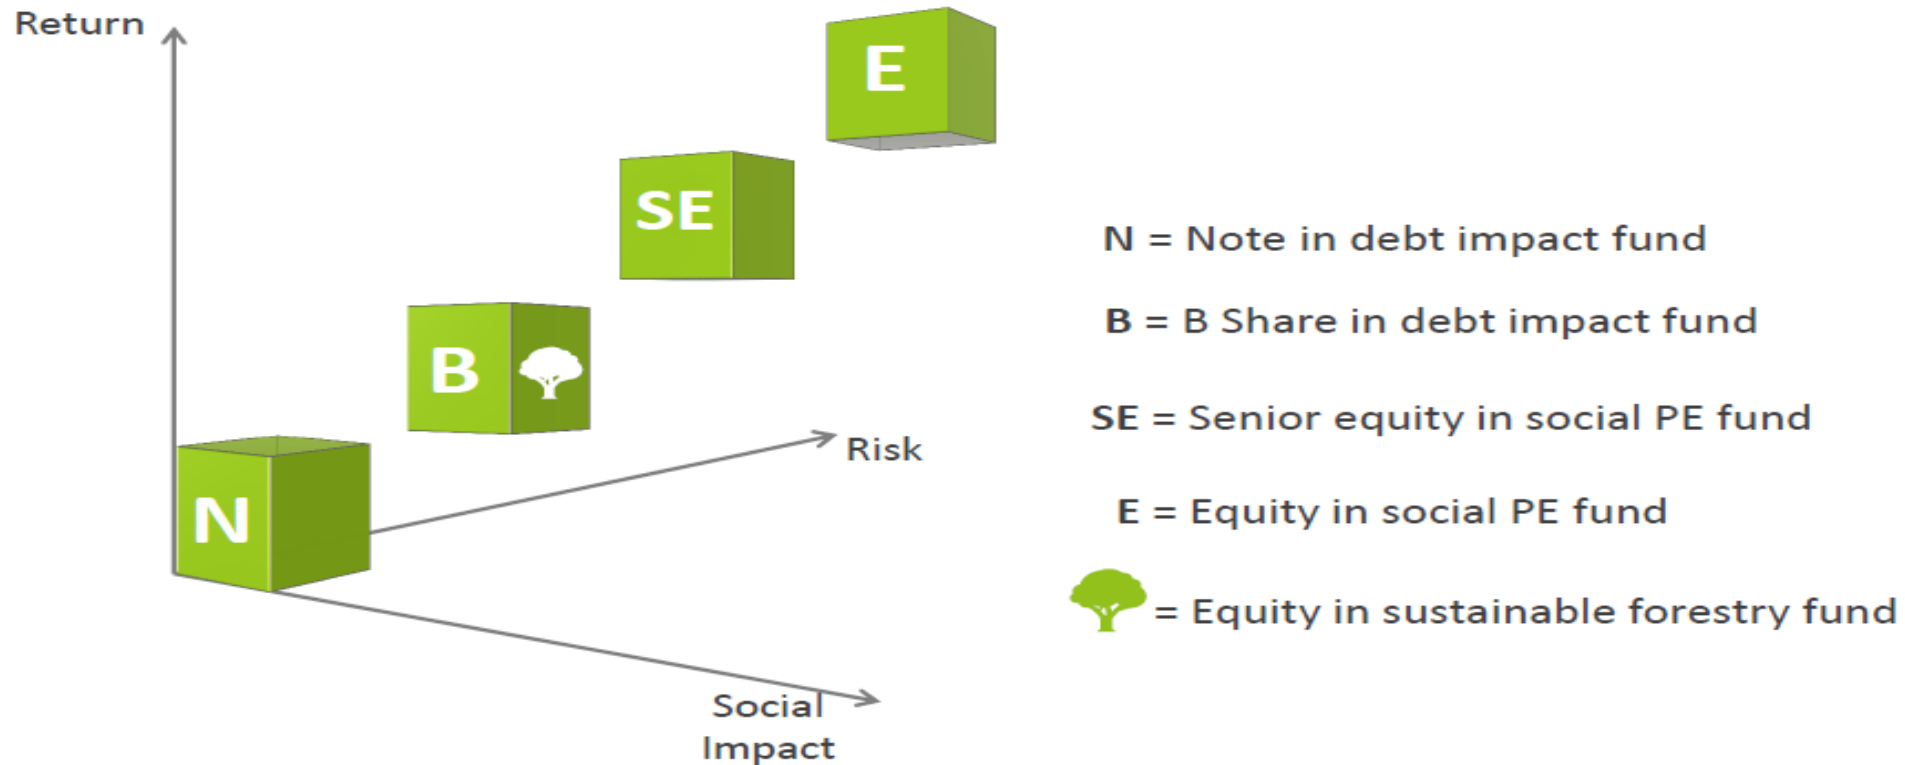 Return
E
SE
B
N
Risk
Social
Impact
N = Note in debt impact fund
B = B Share in debt impact fund
SE = Senior equity in social PE fund
E = Equity in social PE fund
= Equity in sustainable forestry fund